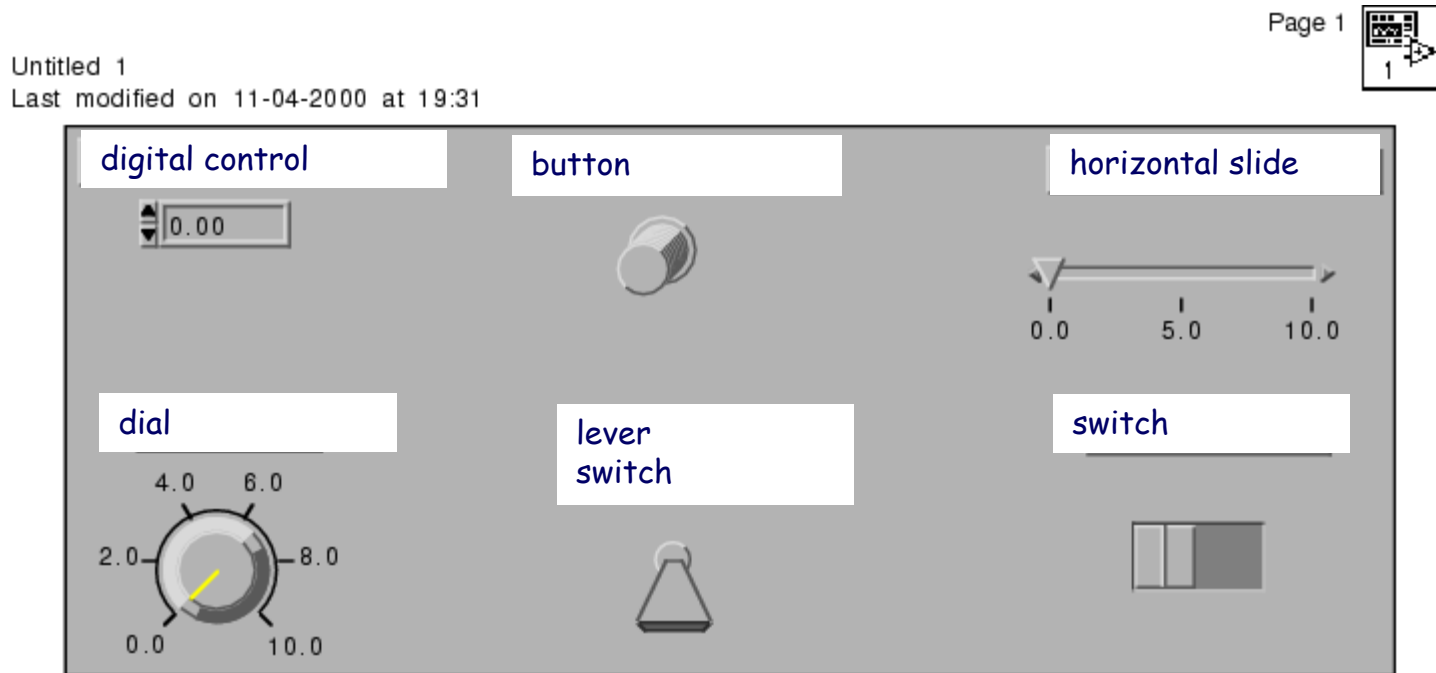 Page 1
1
Untitled 1
Last modified on 11-04-2000 at 19:31
digital control
button
horizontal slide
0.00
0.0 5.0 10.0
dial
lever
switch
switch
4.0 6.0
2.0 8.0
0.0 10.0